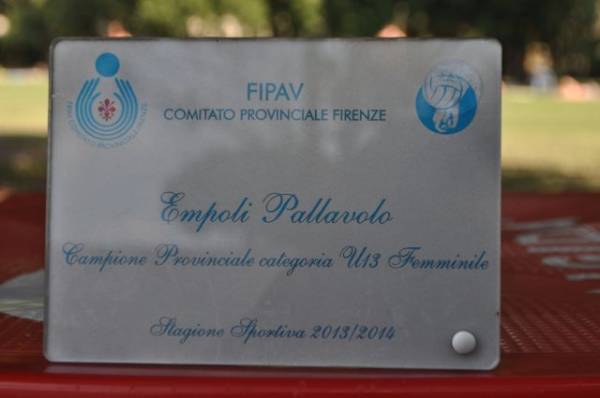 FIPAV
COMITATO PROVINCIALE FIRENZE
Empoli Pallavolo
Campione Provinciale categoria U13 Femminile
Stagione Sportiva 2013/2014